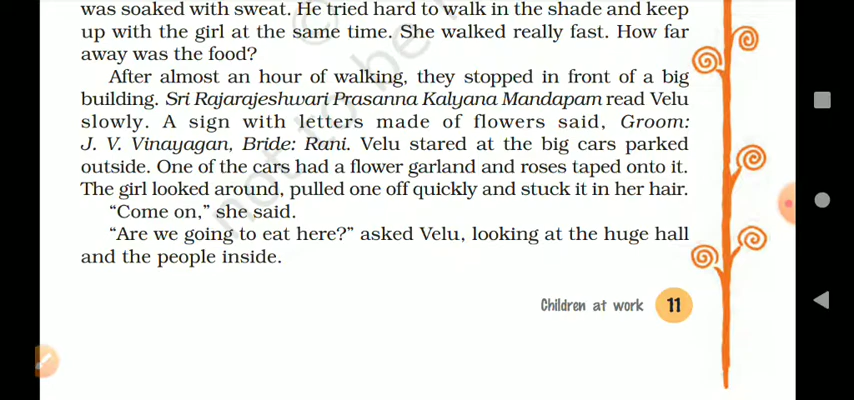 was soaked with sweat. He tried hard to walk in the shade and keep
up with the girl at the same time. She walked really fast. How far
away was the food?
After almost an hour of walking, they stopped in front of a big
building. Sri Rajarajeshwari Prasanna Kalyana Mandapam read Velu
slowly. A sign with letters made of flowers said, Groom:
J. V. Vinayagan, Bride: Rani. Velu stared at the big cars parked
outside. One of the cars had a flower garland and roses taped onto it.
The girl looked around, pulled one off quickly and stuck it in her hair.
“Come on,” she said.
“Are we going to eat here?” asked Velu, looking at the huge hall
and the people inside.
Children at work 11
not to be